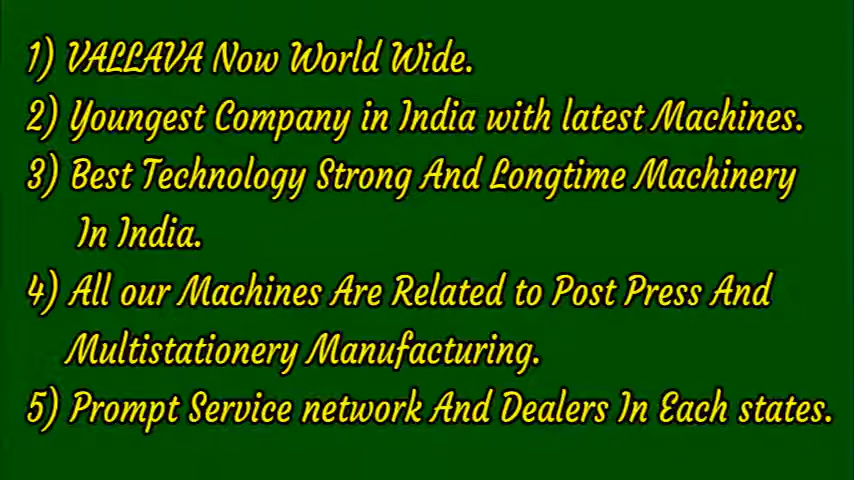 1) VALLAVA Now World Wide.
2) Youngest Company in India with latest Machines.
3) Best Technology Strong And Longtime Machinery
In India.
4) All our Machines Are Related to Post Press And
Multistationery Manufacturing.
5) Prompt Service network And Dealers In Each states.